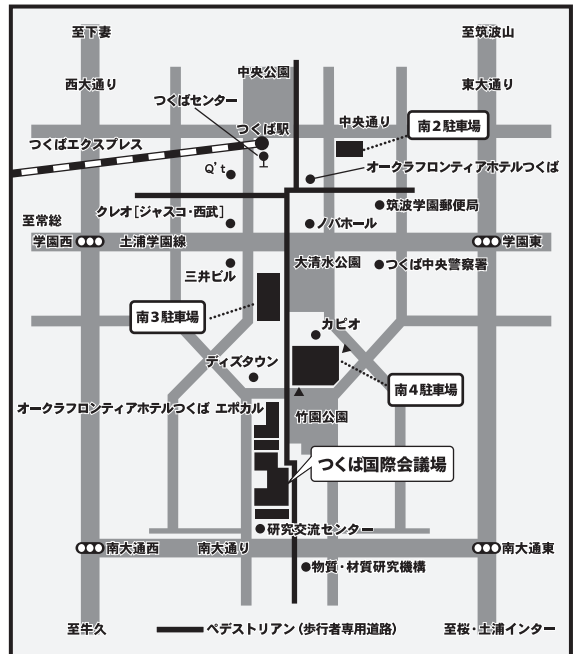 至下妻
至筑波山
西大通り
中央公園
東大通り
つくばセンター
つくば駅
中央通り
南2駐車場
つくばエクスプレス
オークラフロンティアホテルつくば
Q't
クレオ[ジャスコ・西武]
筑波学園郵便局
至常総
ノバホール
学園西
土浦学園線
学園東
三井ビル
大清水公園
つくば中央警察署
南3駐車場
カピオ
ディズタウン
南4駐車場
オークラフロンティアホテルつくば エポカル
竹園公園
つくば国際会議場
研究交流センター
南大通西
南大通り
南大通東
物質・材質研究機構
至牛久
ペデストリアン(歩行者専用道路)
至桜・土浦インター